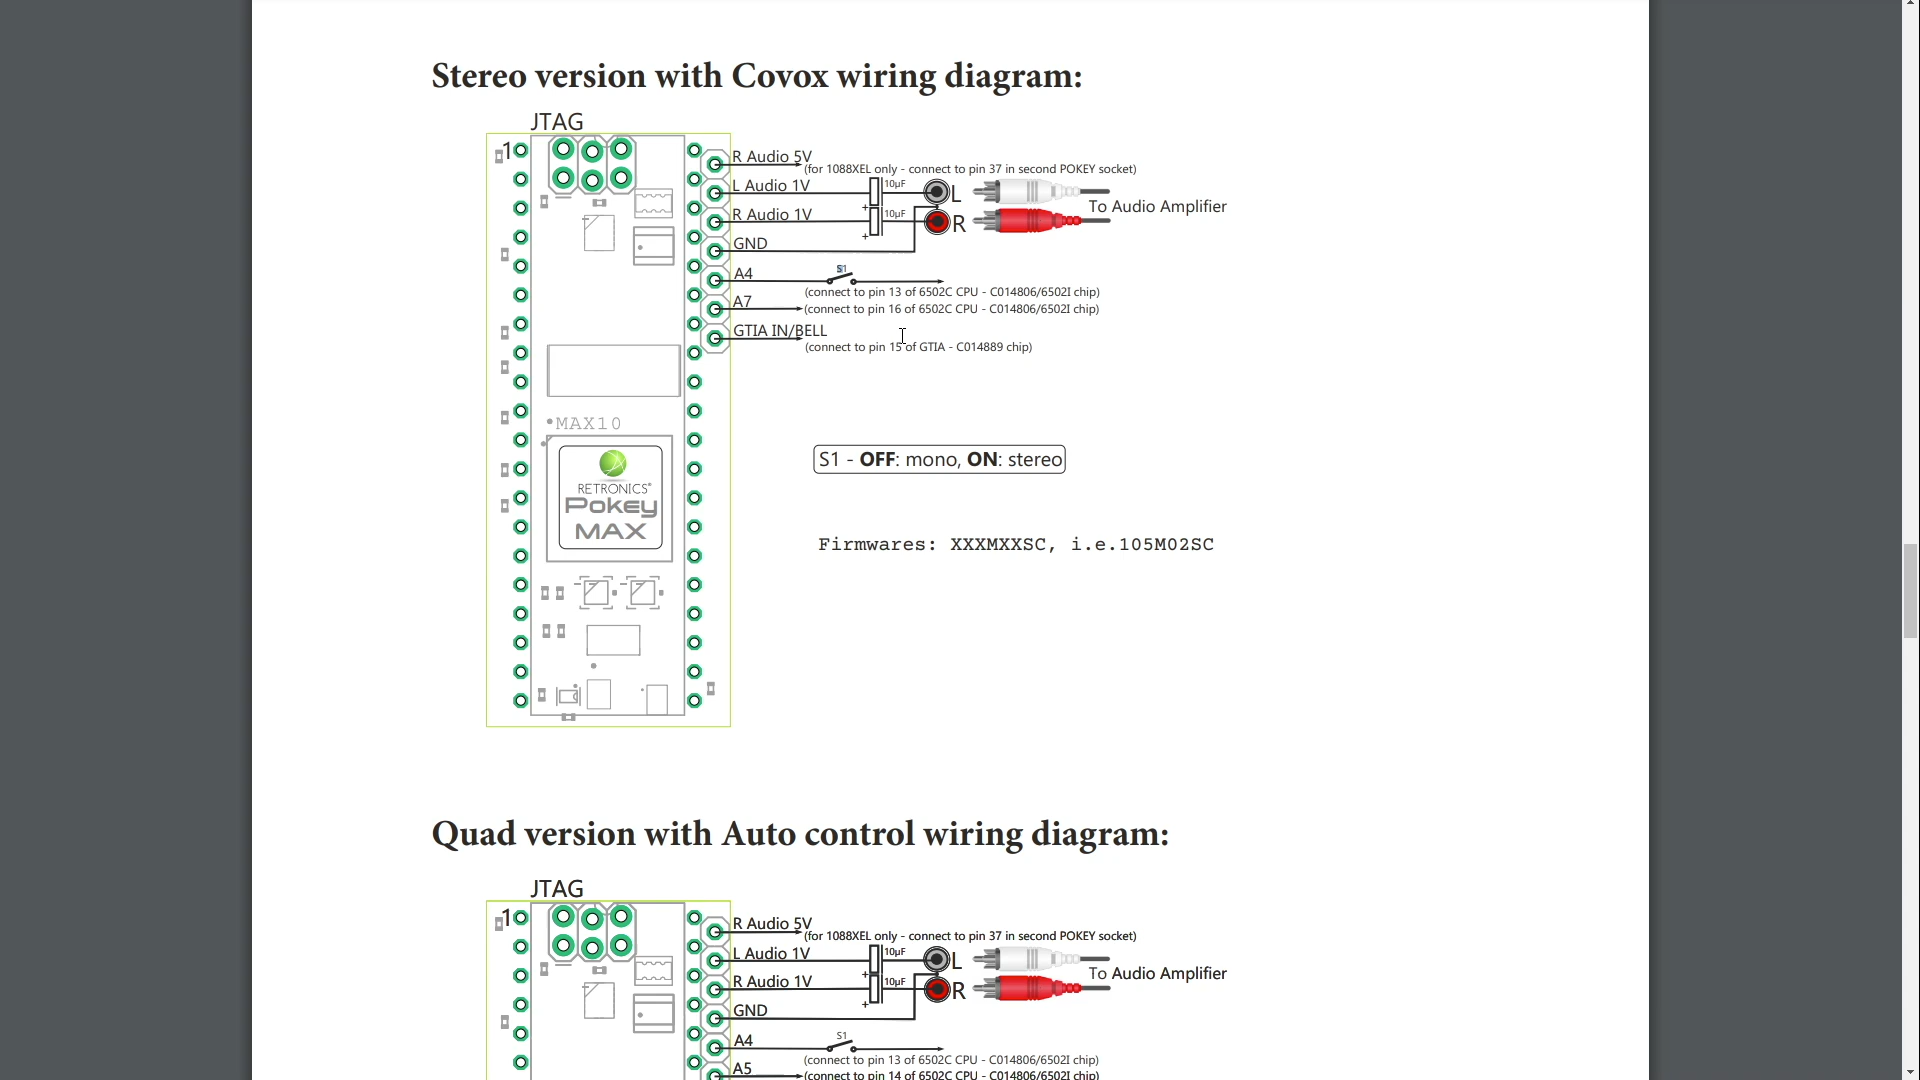 Stereo version with Covox wiring diagram:
JTAG
1
R Audio 5V
(for 1088XEL only - connect to pin 37 in second POKEY socket)
L Audio 1V
10µF
L
+
To Audio Amplifier
R Audio 1V
10µF
R
+
GND
A4
S1
(connect to pin 13 of 6502C CPU - C014806/6502I chip)
A7
(connect to pin 16 of 6502C CPU - C014806/6502I chip)
GTIA IN/BELL
(connect to pin 15 of GTIA - C014889 chip)
MAX10
S1 - OFF: mono, ON: stereo
RETRONICS®
Pokey
MAX
Firmwares: XXXMXXSC, i.e.105M02SC
Quad version with Auto control wiring diagram:
JTAG
1
R Audio 5V
(for 1088XEL only - connect to pin 37 in second POKEY socket)
L Audio 1V
10µF
L
+
To Audio Amplifier
R Audio 1V
10µF
R
+
GND
A4
S1
(connect to pin 13 of 6502C CPU - C014806/6502I chip)
A5
(connect to pin 14 of 6502C CPU - C014806/6502I chip)